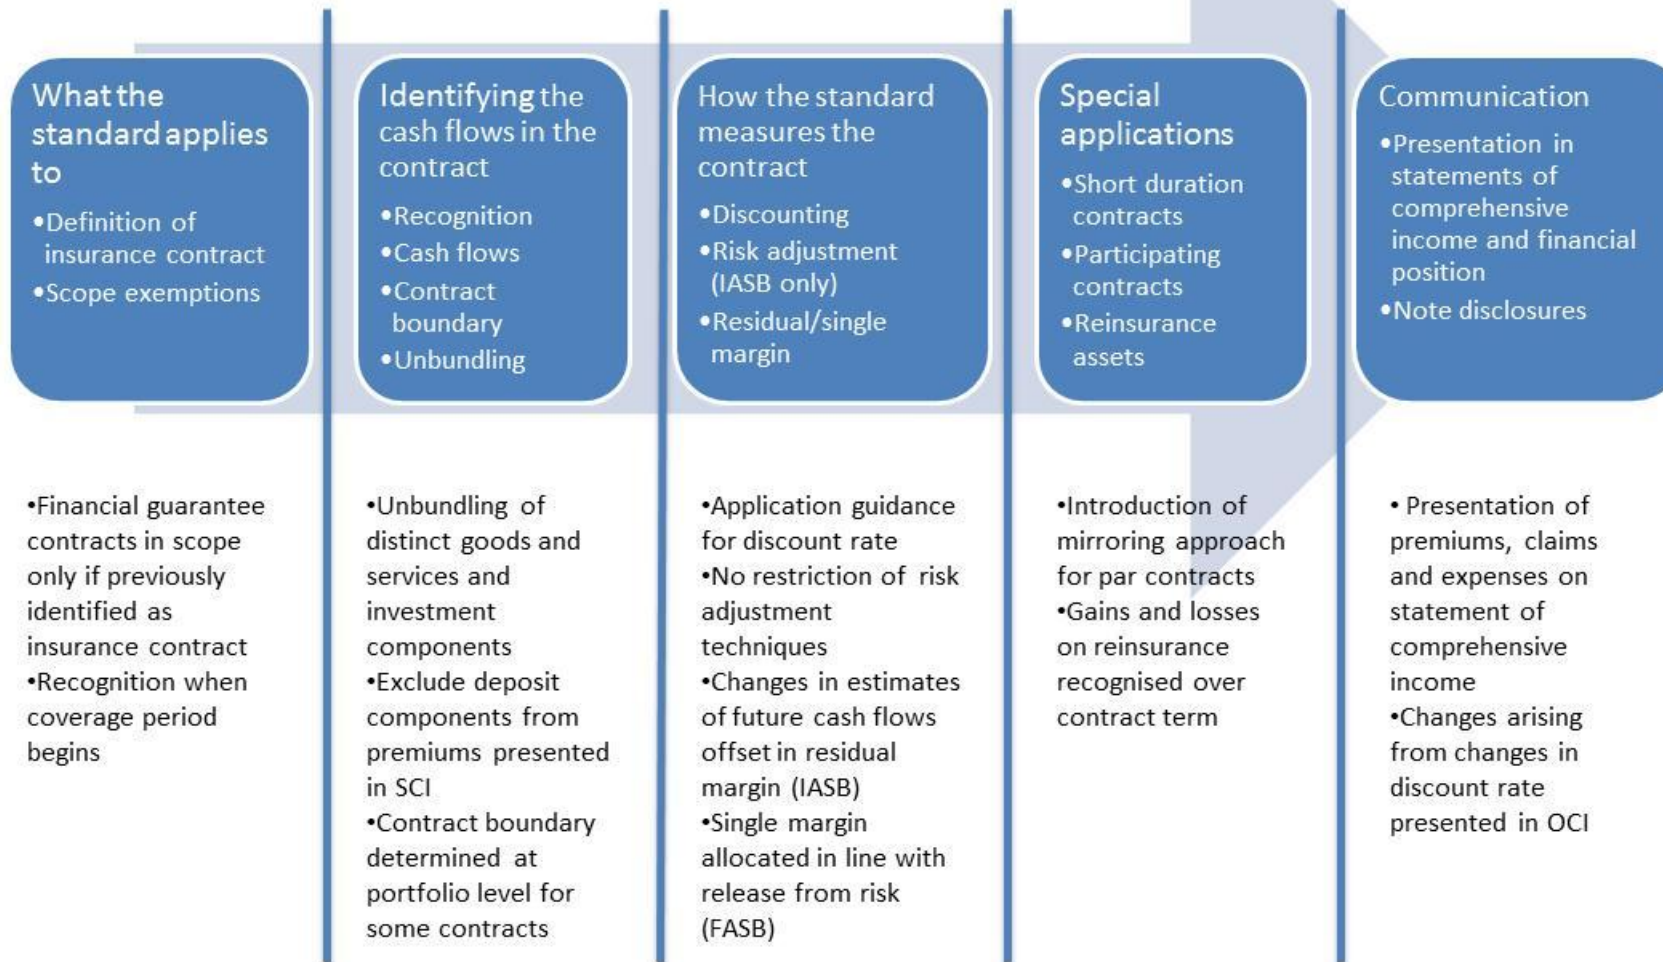 What the
standard applies
to
•Definition of
insurance contract
•Scope exemptions
Identifying the
cash flows in the
contract
•Recognition
•Cash flows
•Contract
boundary
•Unbundling
How the standard
measures the
contract
•Discounting
•Risk adjustment
(IASB only)
•Residual/single
margin
Special
applications
•Short duration
contracts
•Participating
contracts
•Reinsurance
assets
Communication
•Presentation in
statements of
comprehensive
income and financial
position
•Note disclosures
•Financial guarantee
contracts in scope
only if previously
identified as
insurance contract
•Recognition when
coverage period
begins
•Unbundling of
distinct goods and
services and
investment
components
•Exclude deposit
components from
premiums presented
in SCI
•Contract boundary
determined at
portfolio level for
some contracts
•Application guidance
for discount rate
•No restriction of risk
adjustment
techniques
•Changes in estimates
of future cash flows
offset in residual
margin (IASB)
•Single margin
allocated in line with
release from risk
(FASB)
•Introduction of
mirroring approach
for par contracts
•Gains and losses
on reinsurance
recognised over
contract term
• Presentation of
premiums, claims
and expenses on
statement of
comprehensive
income
•Changes arising
from changes in
discount rate
presented in OCI